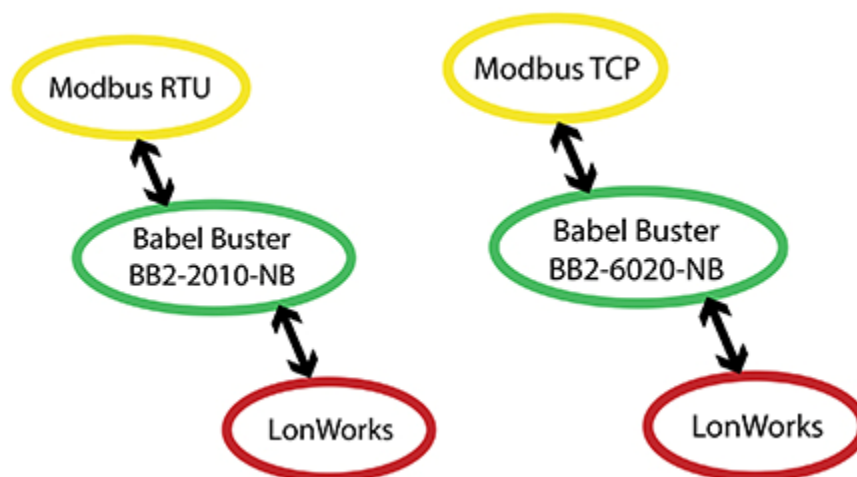 Modbus RTU
Babel Buster
BB2-2010-NB
LonWorks
Modbus TCP
Babel Buster
BB2-6020-NB
LonWorks